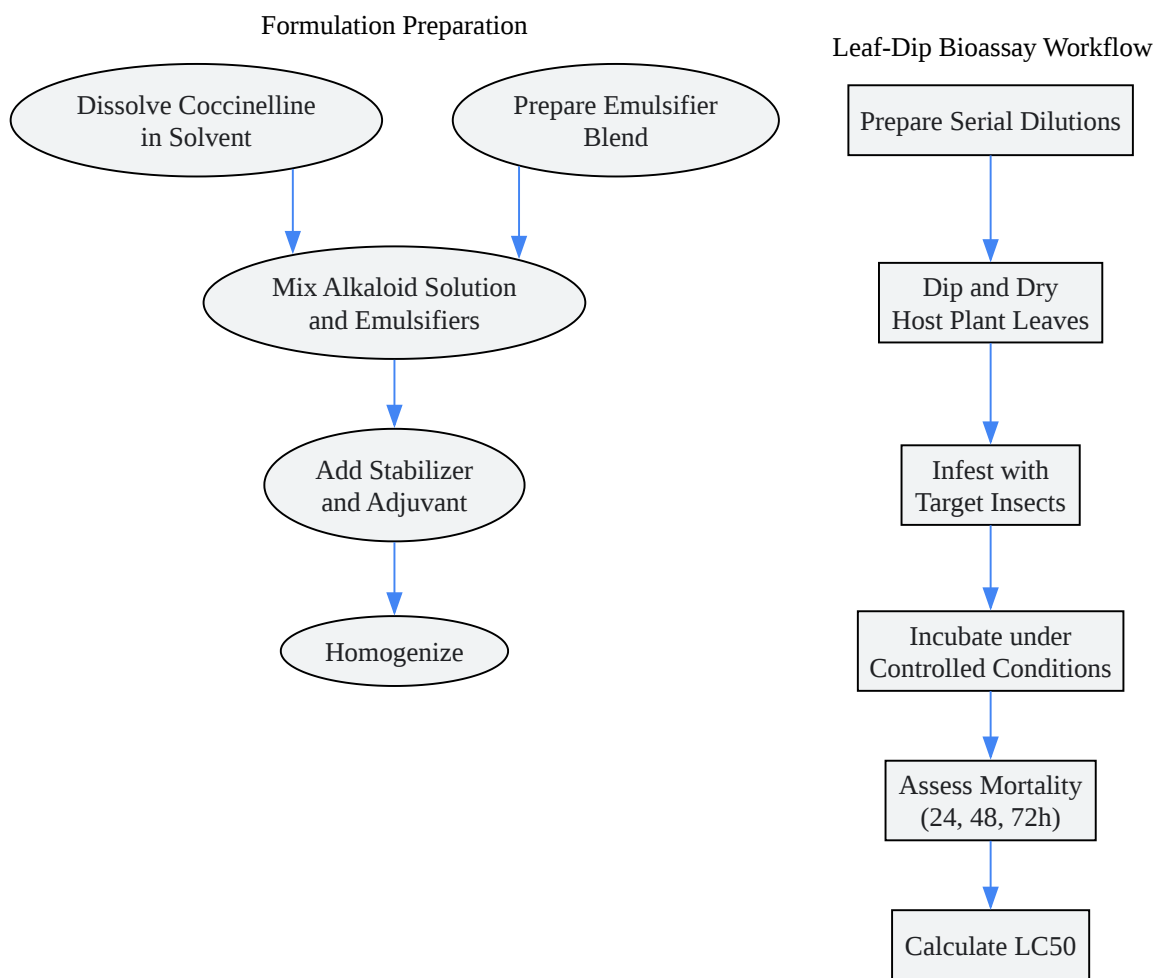 Formulation Preparation
Dissolve Coccinelline
in Solvent
Prepare Emulsifier
Blend
Mix Alkaloid Solution
and Emulsifiers
Add Stabilizer
and Adjuvant
Homogenize
Leaf-Dip Bioassay Workflow
Prepare Serial Dilutions
Dip and Dry
Host Plant Leaves
Infest with
Target Insects
Incubate under
Controlled Conditions
Assess Mortality
(24, 48, 72h)
Calculate LC50